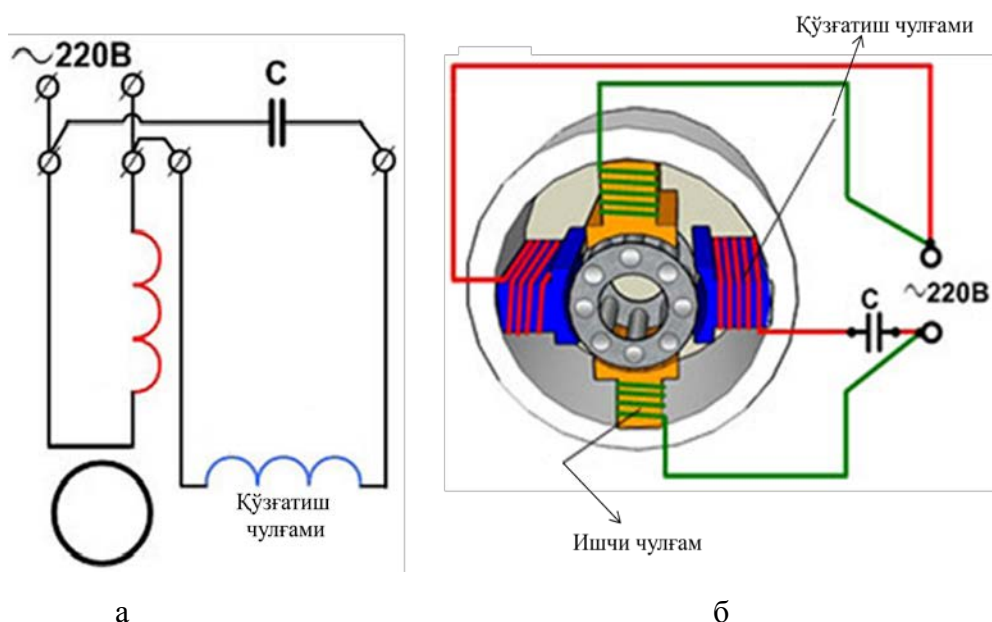 ~220В
С
Қўзғатиш
чулғами
Қўзғатиш чулғами
С
~220В
Ишчи чулғам
а
б